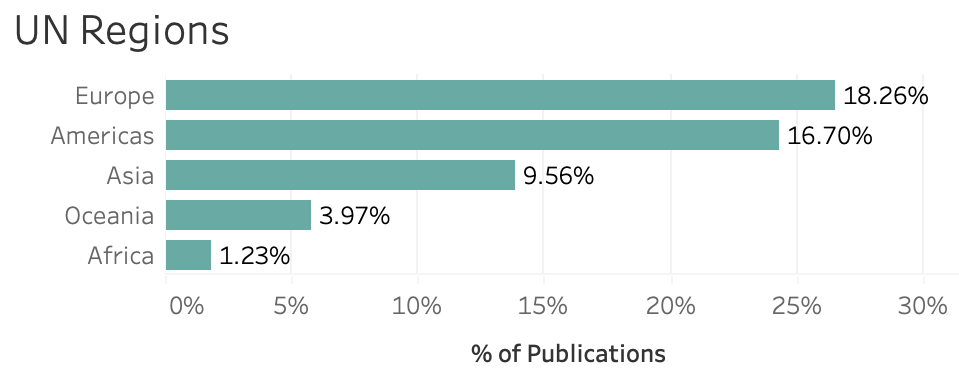 UN Regions
Europe 18.26%
Americas 16.70%
Asia 9.56%
Oceania 3.97%
Africa 1.23%
0% 5% 10% 15% 20% 25% 30%
% of Publications